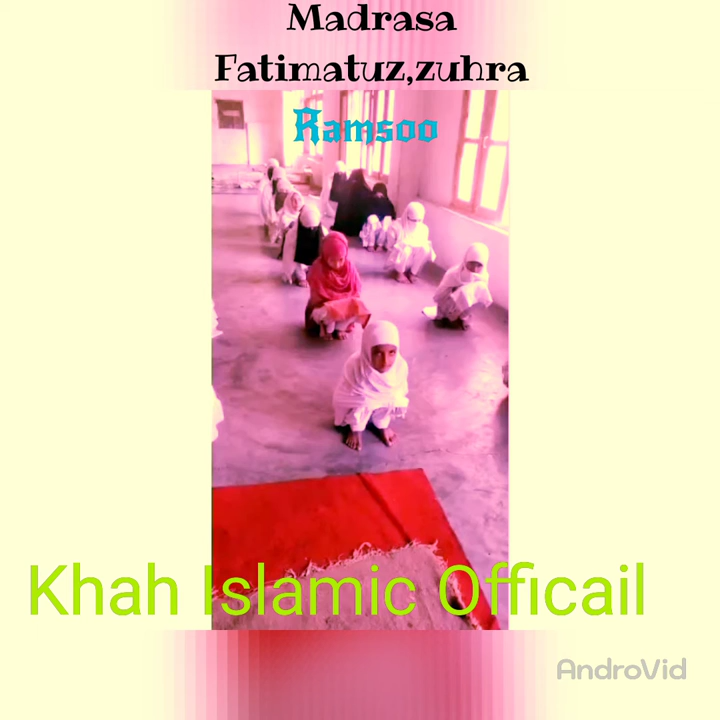 Madrasa
Fatimatuz,zuhra
Ramsoo
Khah Islamic Officail
AndroVid